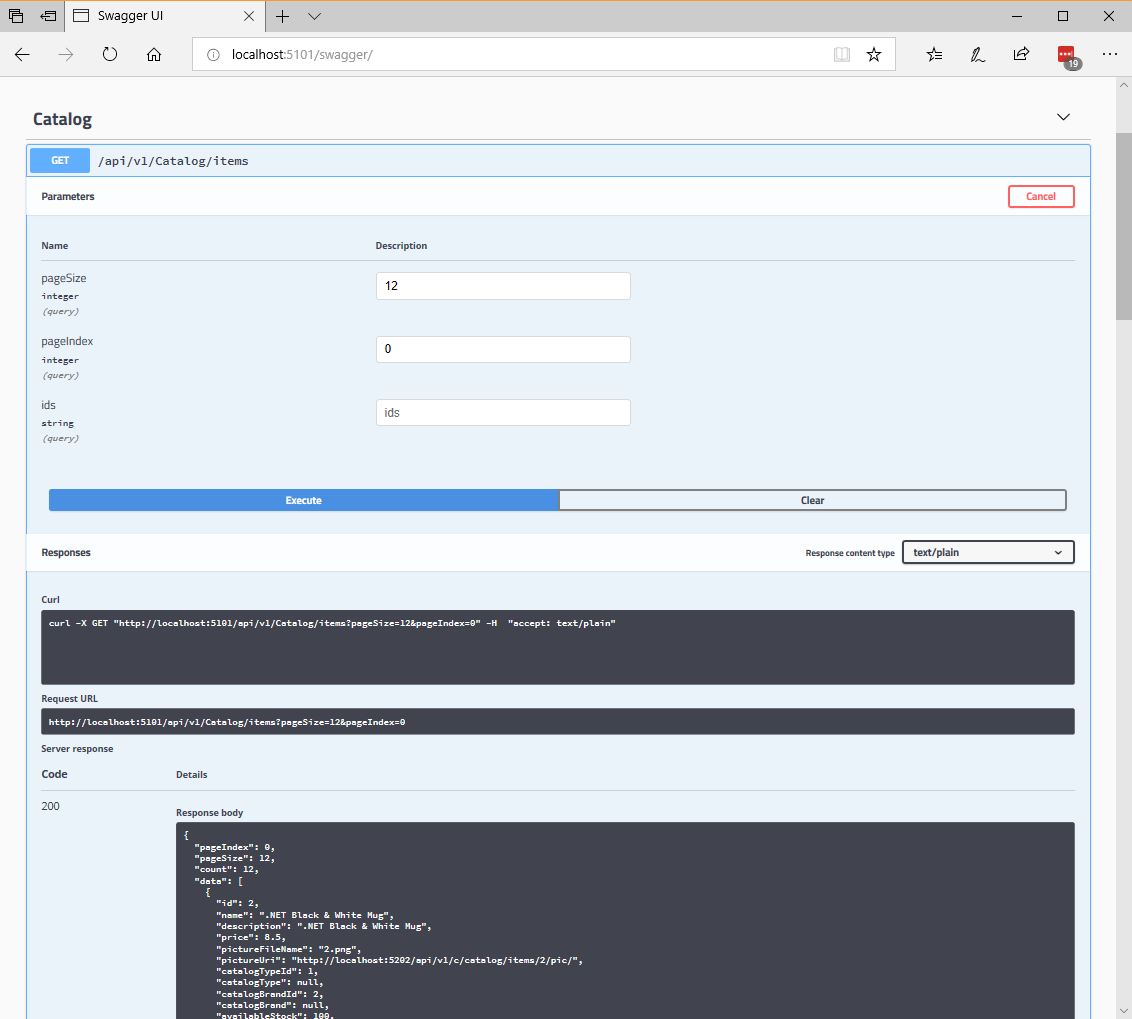 Swagger UI
localhost:5101/swagger/
19
Catalog
GET /api/v1/Catalog/items
Parameters
Cancel
Name Description
pageSize
12
integer
(query)
pageIndex
0
integer
(query)
ids
ids
string
(query)
Execute Clear
Responses Response content type text/plain
Curl
curl -X GET "http://localhost:5101/api/v1/Catalog/items?pageSize=12&pageIndex=0" -H  "accept: text/plain"
Request URL
http://localhost:5101/api/v1/Catalog/items?pageSize=12&pageIndex=0
Server response
Code Details
200
Response body
{
  "pageIndex": 0,
  "pageSize": 12,
  "count": 12,
  "data": [
    {
      "id": 2,
      "name": ".NET Black & White Mug",
      "description": ".NET Black & White Mug",
      "price": 8.5,
      "pictureFileName": "2.png",
      "pictureUri": "http://localhost:5202/api/v1/c/catalog/items/2/pic/",
      "catalogTypeId": 1,
      "catalogType": null,
      "catalogBrandId": 2,
      "catalogBrand": null,
      "availableStock": 100,